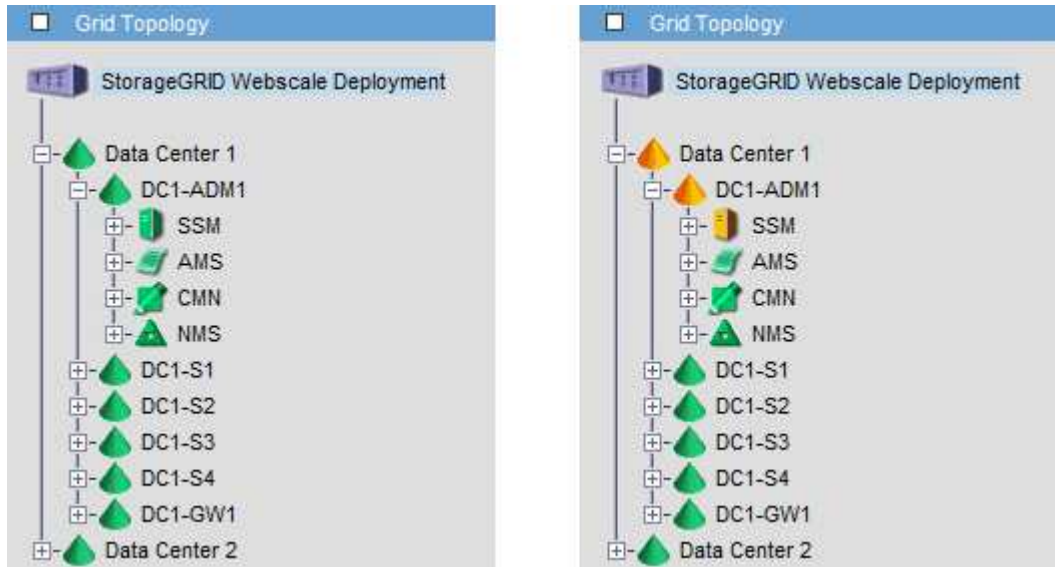 Grid Topology
StorageGRID Webscale Deployment
Data Center 1
DC1-ADM1
SSM
AMS
CMN
NMS
DC1-S1
DC1-S2
DC1-S3
DC1-S4
DC1-GW1
Data Center 2
Grid Topology
StorageGRID Webscale Deployment
Data Center 1
DC1-ADM1
SSM
AMS
CMN
NMS
DC1-S1
DC1-S2
DC1-S3
DC1-S4
DC1-GW1
Data Center 2